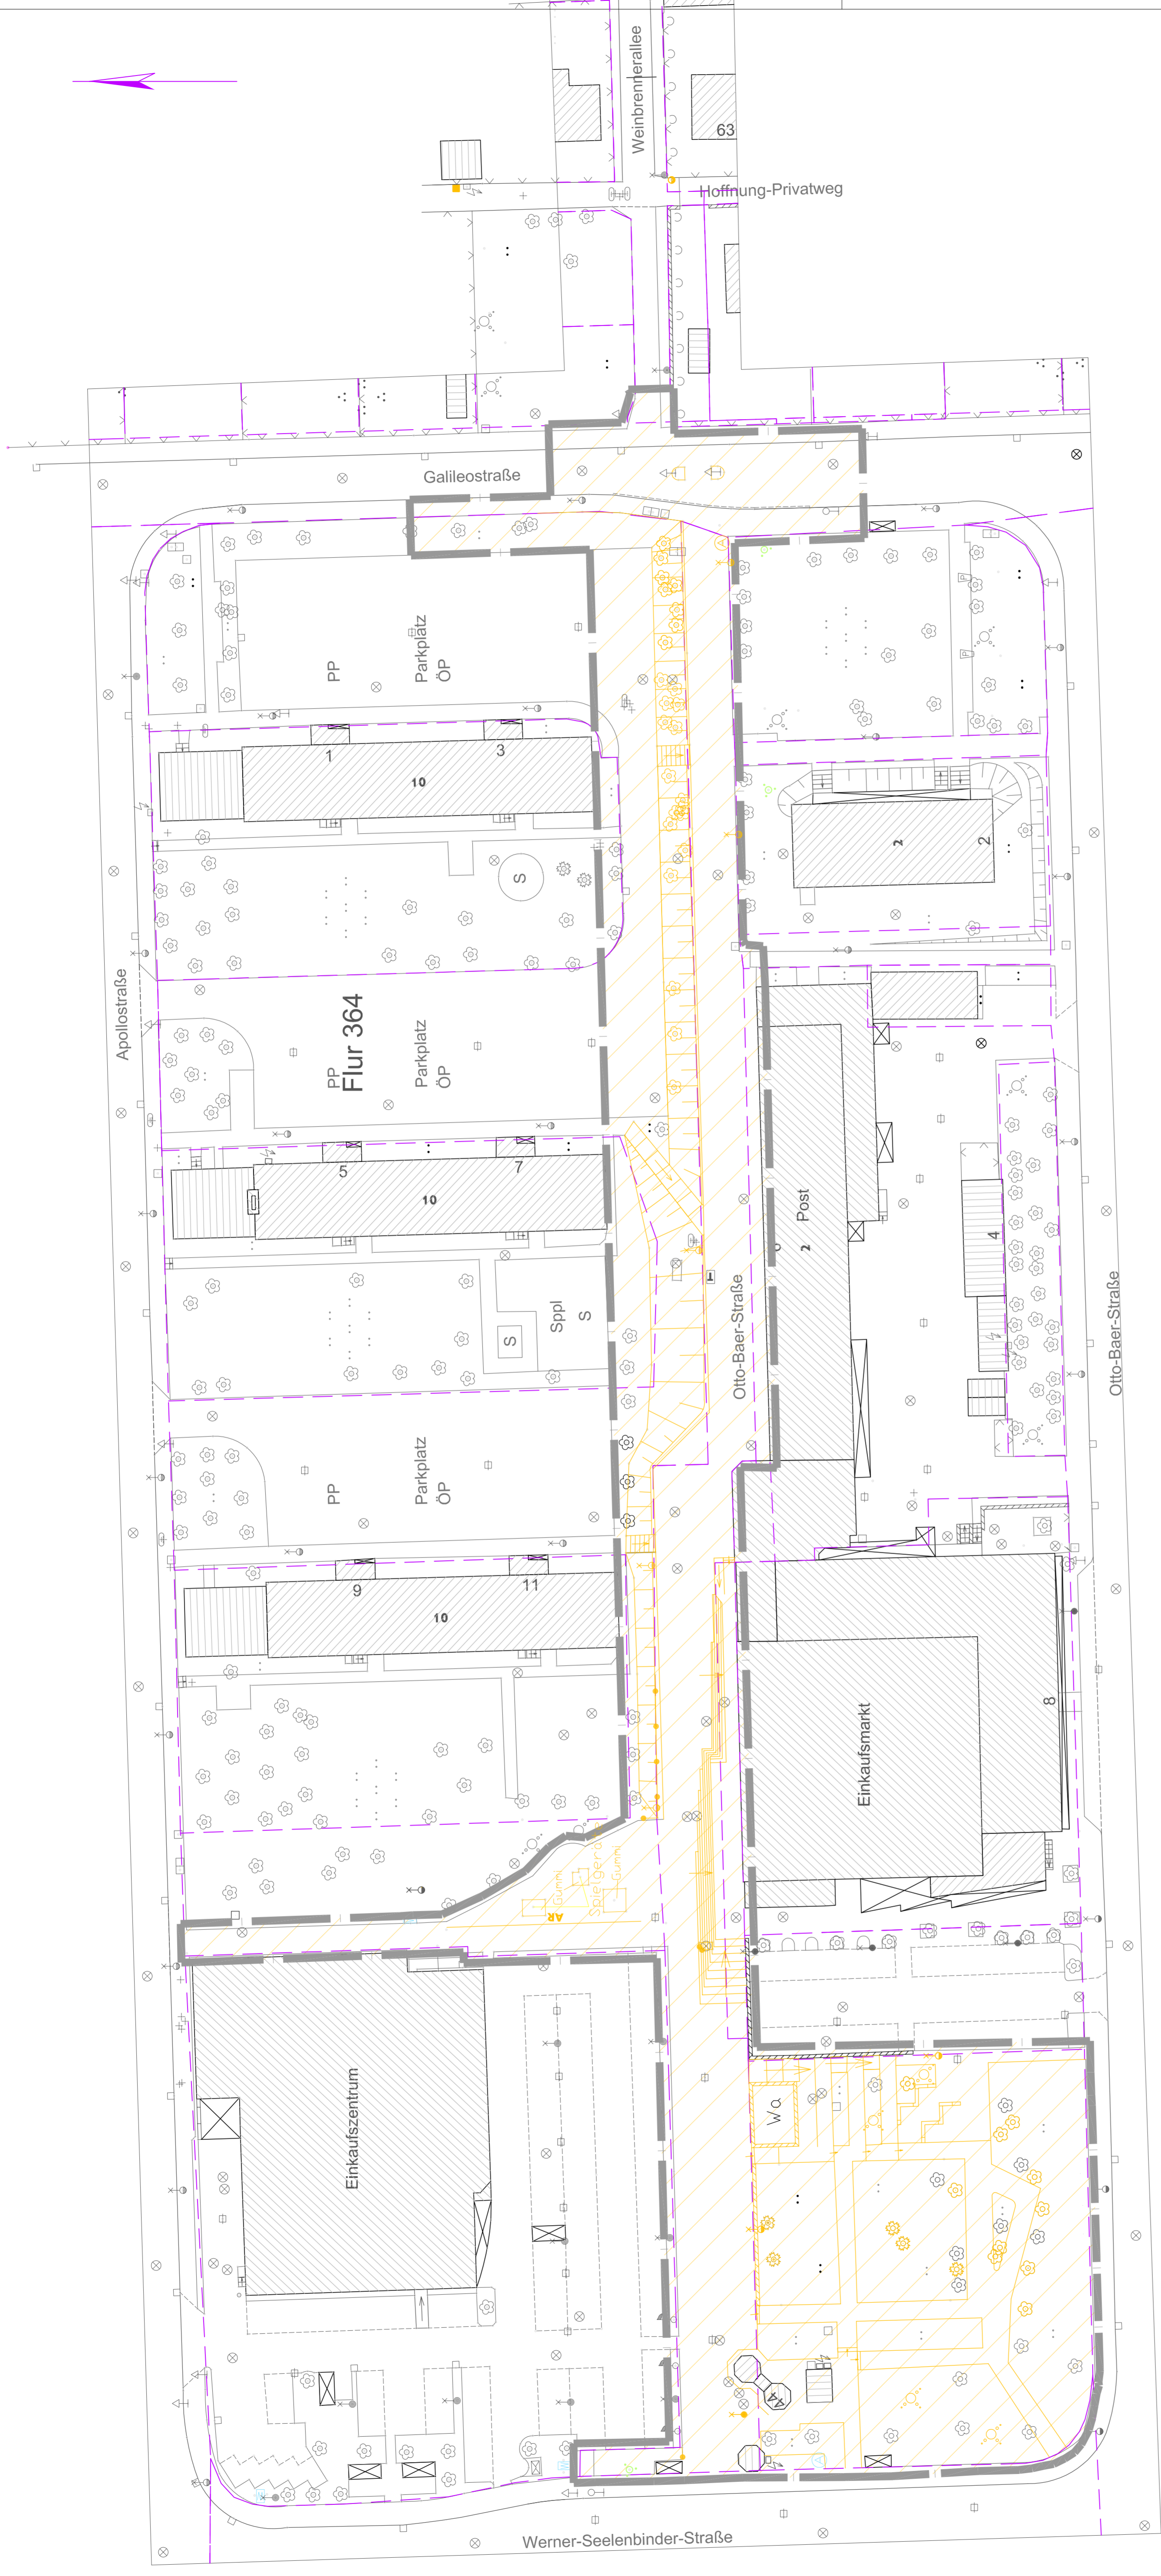 Weinbrennerallee
63
Hoffnung-Privatweg
Galileostraße
PP
Parkplatz
ÖP
1
3
10
2
2
S
Apollostraße
PP
Flur 364
Parkplatz
ÖP
5
7
10
2 Post
4
S
Sppl
S
Otto-Baer-Straße
Otto-Baer-Straße
PP
Parkplatz
ÖP
9
11
10
Einkaufsmarkt
8
Gummi
Spielgeräte
Gummi
AR
Einkaufszentrum
Wa
44
Werner-Seelenbinder-Straße